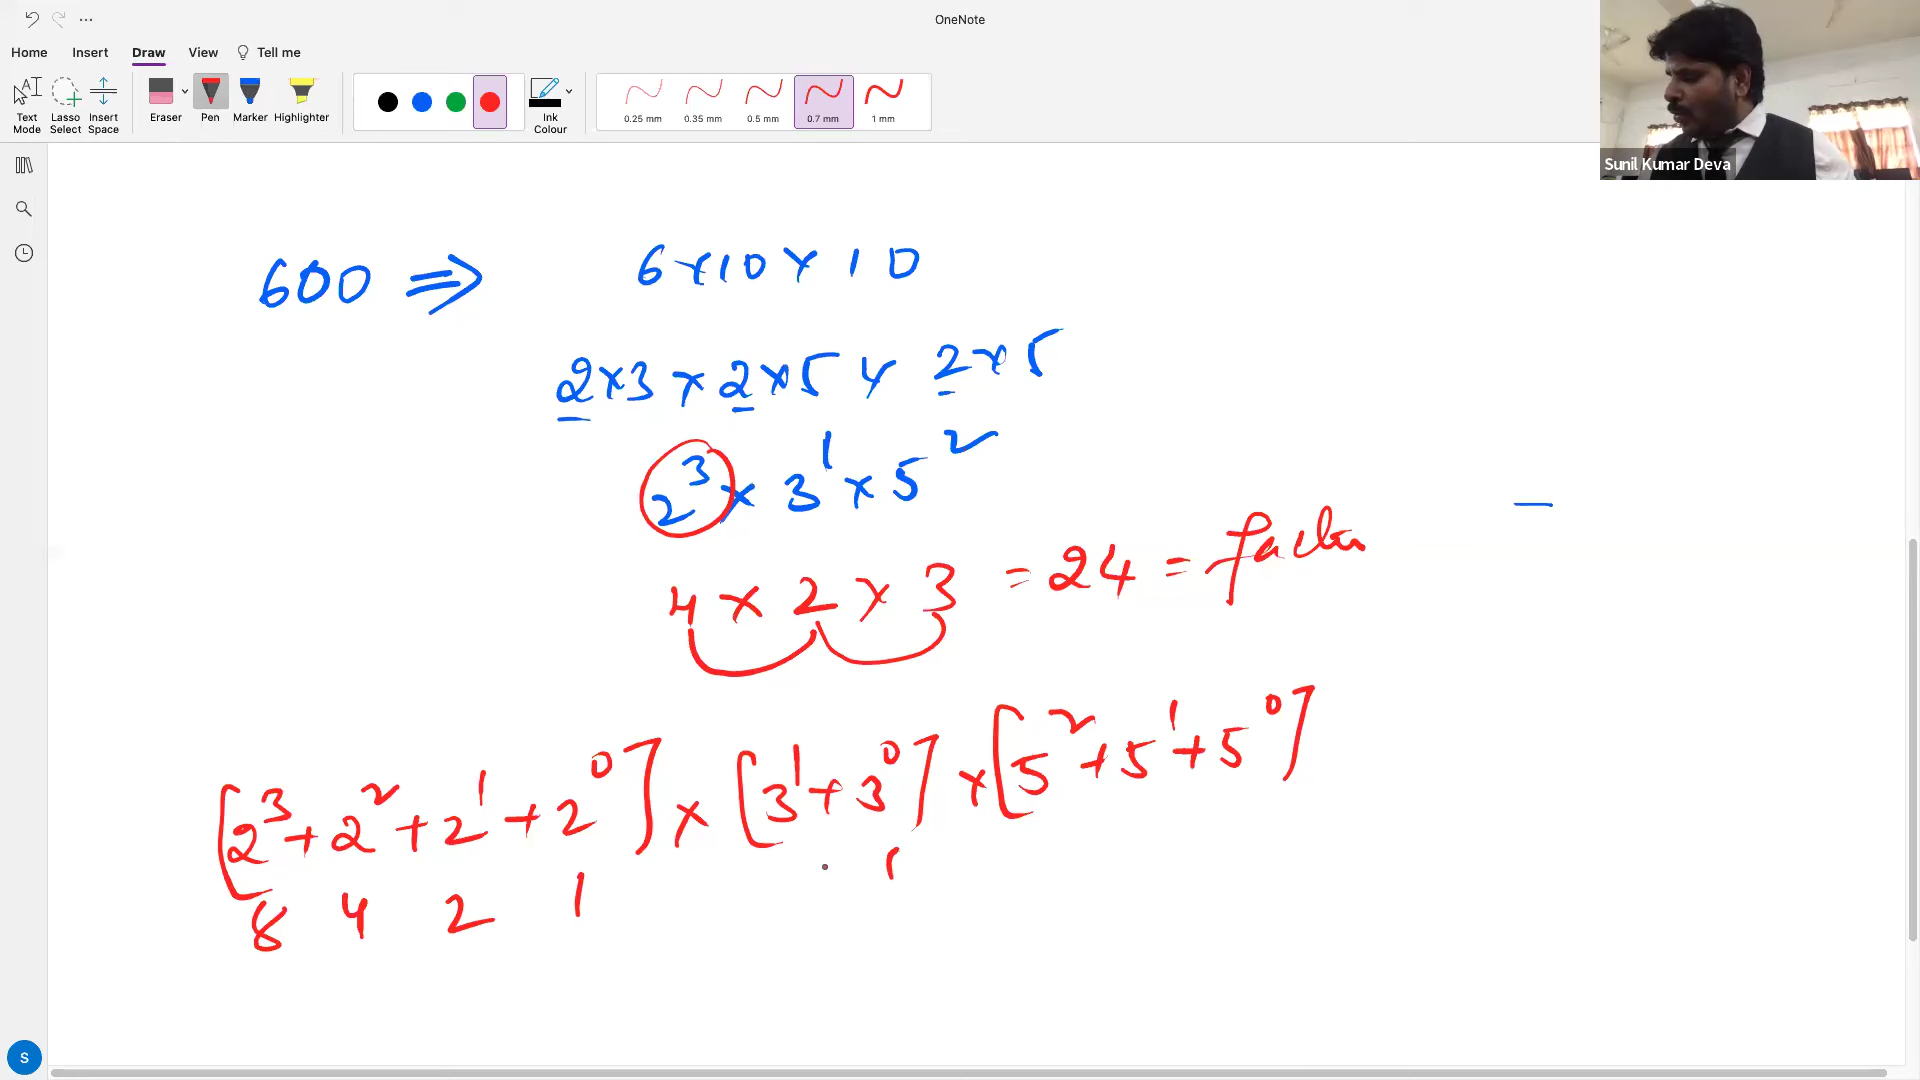 OneNote
Home Insert Draw View Tell me
Text Mode Lasso Select Insert Space Eraser Pen Marker Highlighter Ink Colour 0.25 mm 0.35 mm 0.5 mm 0.7 mm 1 mm
Sunil Kumar Deva
600 ⇒ 6 × 10 × 10
2 × 3 × 2 × 5 × 2 × 5
2³ × 3¹ × 5²
4 × 2 × 3 = 24 =
[2³ + 2² + 2¹ + 2⁰] × [3¹ + 3⁰] × [5² + 5¹ + 5⁰]
8 4 2 1 1
S